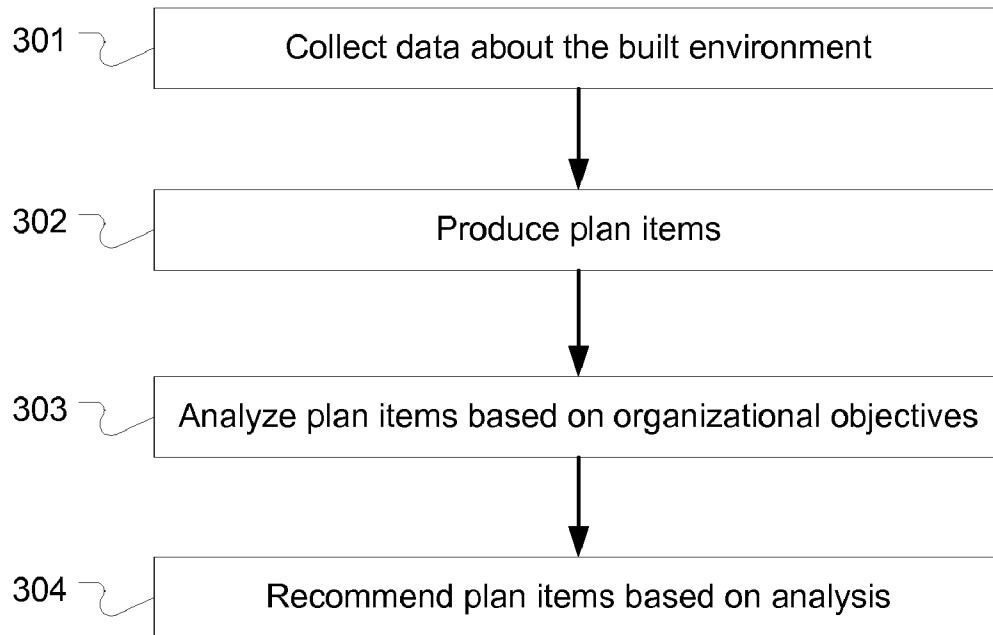 301 Collect data about the built environment
302 Produce plan items
303 Analyze plan items based on organizational objectives
304 Recommend plan items based on analysis